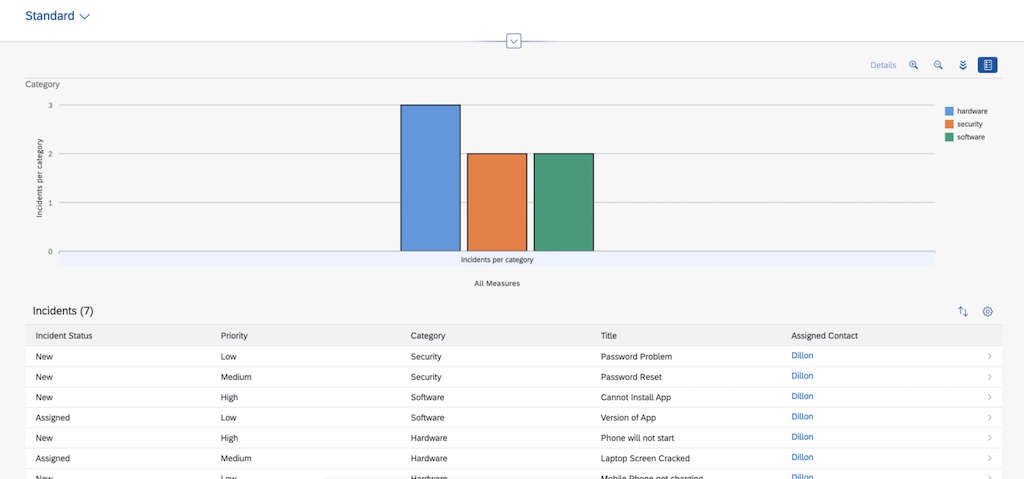 Standard
Details
Category
hardware
security
software
3
2
1
0
Incidents per category
Incidents per category
All Measures
Incidents (7)
Incident Status Priority Category Title Assigned Contact
New Low Security Password Problem Dillon
New Medium Security Password Reset Dillon
New High Software Cannot Install App Dillon
Assigned Low Software Version of App Dillon
New High Hardware Phone will not start Dillon
Assigned Medium Hardware Laptop Screen Cracked Dillon
New Low Hardware Mobile Phone not charging Dillon